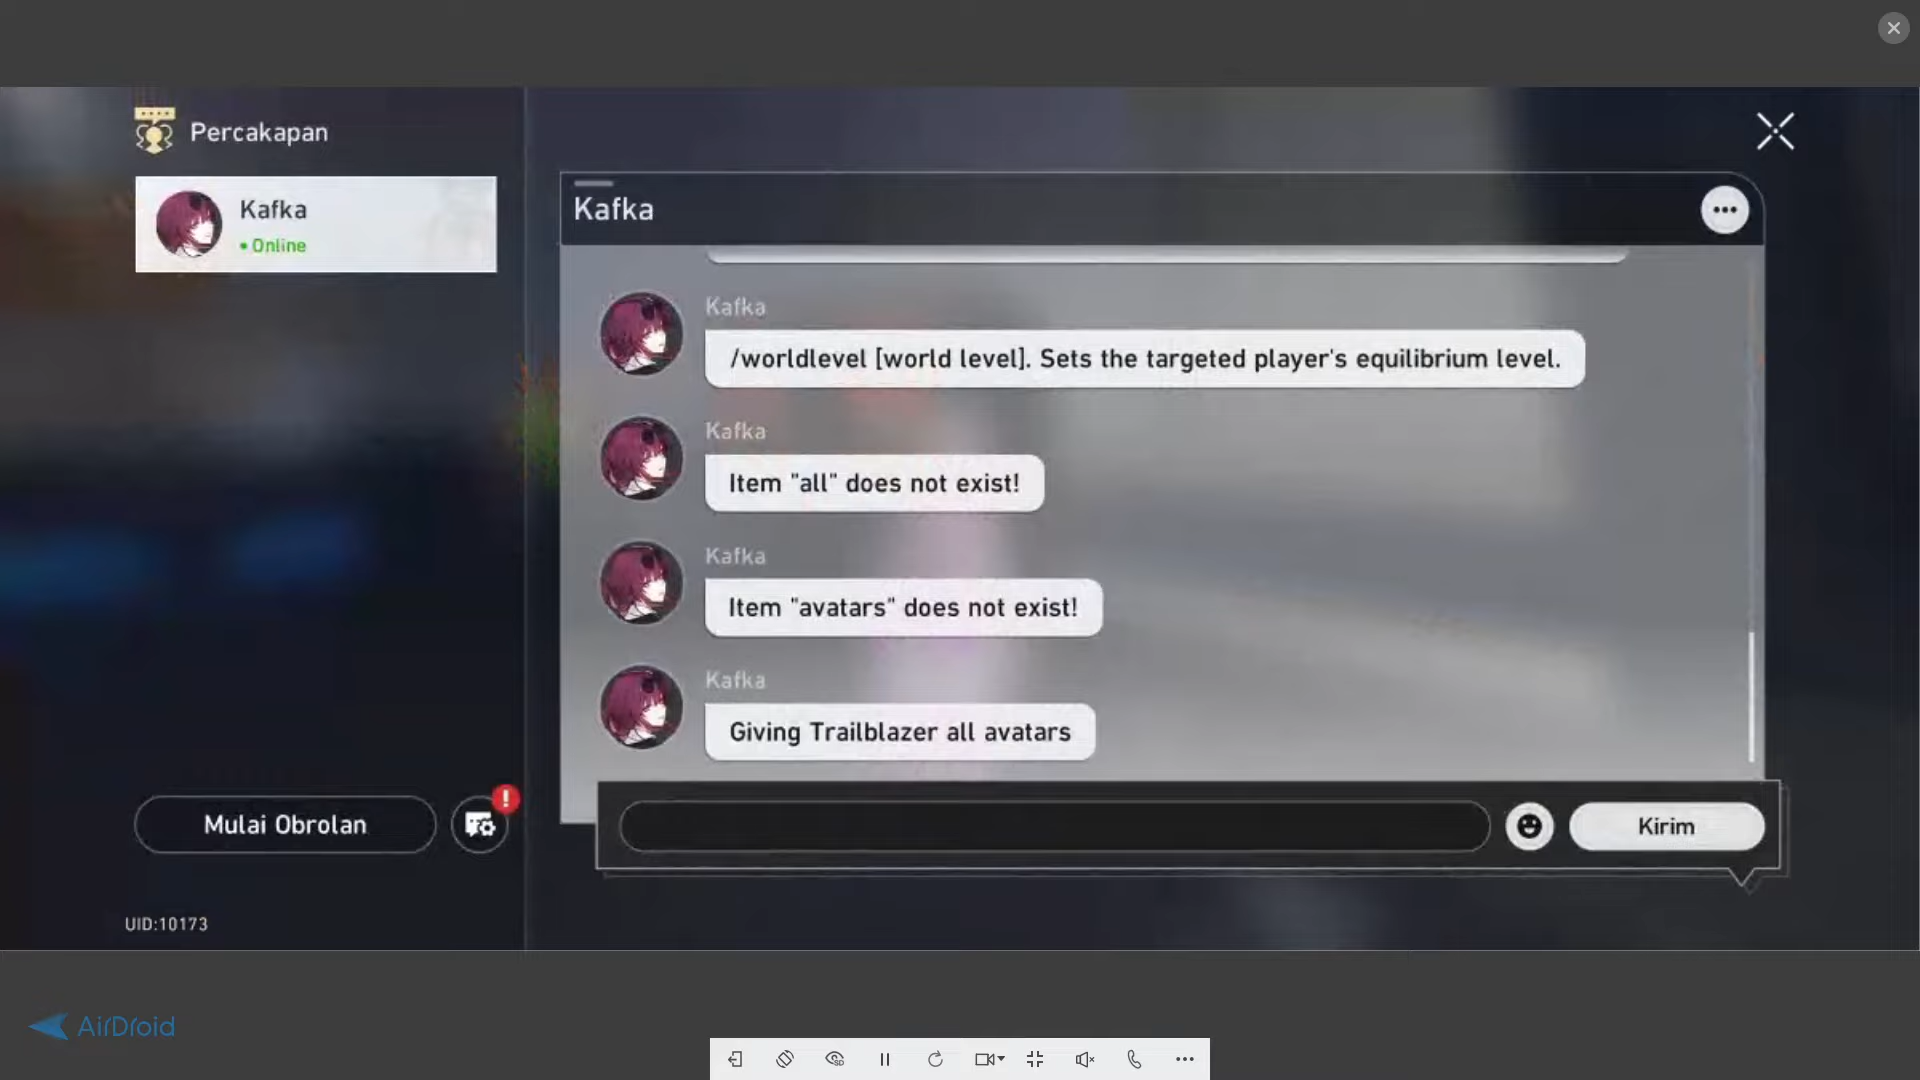 Percakapan
Kafka
• Online
Kafka
Kafka
/worldlevel [world level]. Sets the targeted player's equilibrium level.
Kafka
Item "all" does not exist!
Kafka
Item "avatars" does not exist!
Kafka
Giving Trailblazer all avatars
Mulai Obrolan
!
Kirim
UID:10173
AirDroid
SD